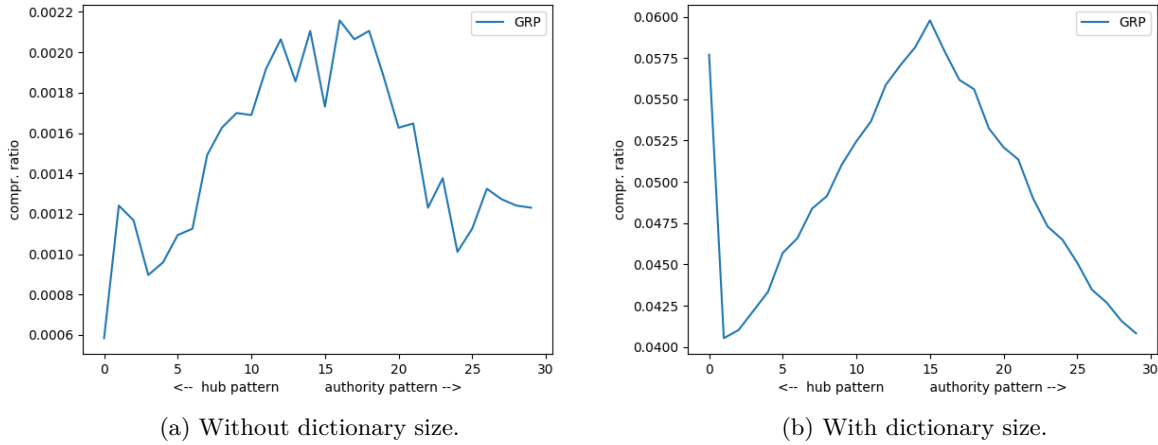 0.0022
0.0020
0.0018
0.0016
0.0014
0.0012
0.0010
0.0008
0.0006
compr. ratio
GRP
0 5 10 15 20 25 30
<-- hub pattern authority pattern -->
(a) Without dictionary size.
0.0600
0.0575
0.0550
0.0525
0.0500
0.0475
0.0450
0.0425
0.0400
compr. ratio
GRP
0 5 10 15 20 25 30
<-- hub pattern authority pattern -->
(b) With dictionary size.